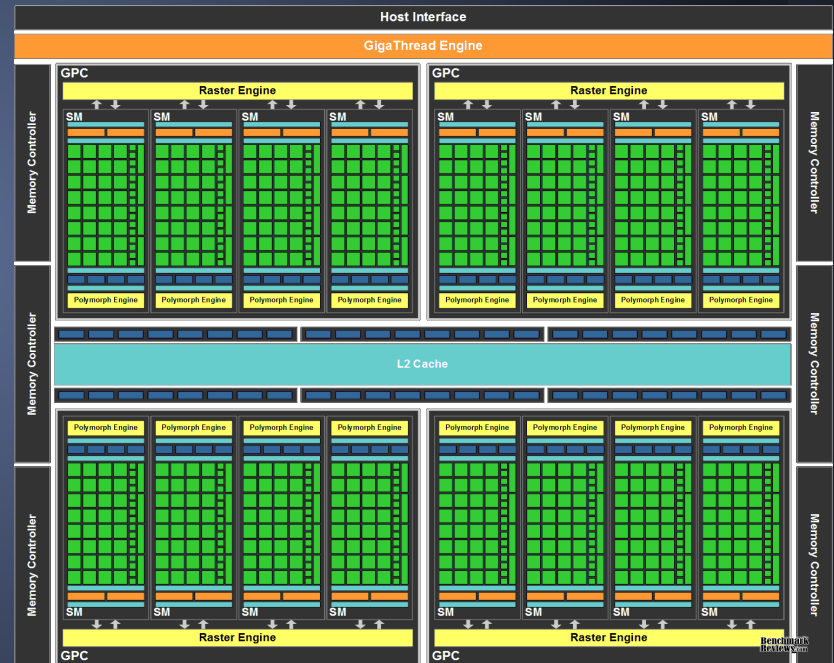 Host Interface
GigaThread Engine
GPC
Raster Engine
SM
SM
SM
SM
Polymorph Engine
Polymorph Engine
Polymorph Engine
Polymorph Engine
GPC
Raster Engine
SM
SM
SM
SM
Polymorph Engine
Polymorph Engine
Polymorph Engine
Polymorph Engine
Memory Controller
Memory Controller
Memory Controller
Memory Controller
L2 Cache
Polymorph Engine
Polymorph Engine
Polymorph Engine
Polymorph Engine
SM
SM
SM
SM
Raster Engine
GPC
Polymorph Engine
Polymorph Engine
Polymorph Engine
Polymorph Engine
SM
SM
SM
SM
Raster Engine
GPC
Memory Controller
Memory Controller
Benchmark
Reviews.com